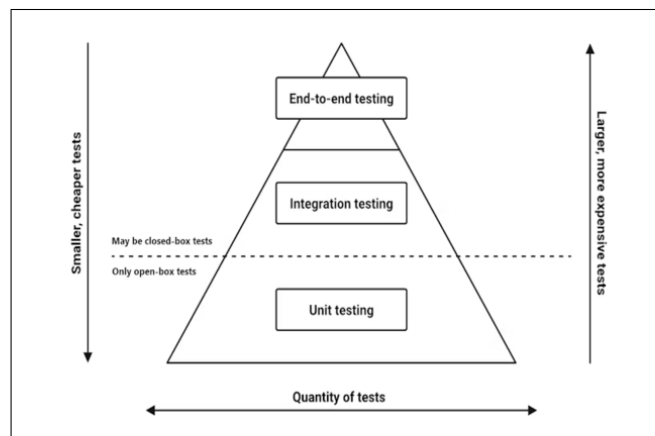 End-to-end testing
Smaller, cheaper tests
Larger, more expensive tests
Integration testing
May be closed-box tests
Only open-box tests
Unit testing
Quantity of tests